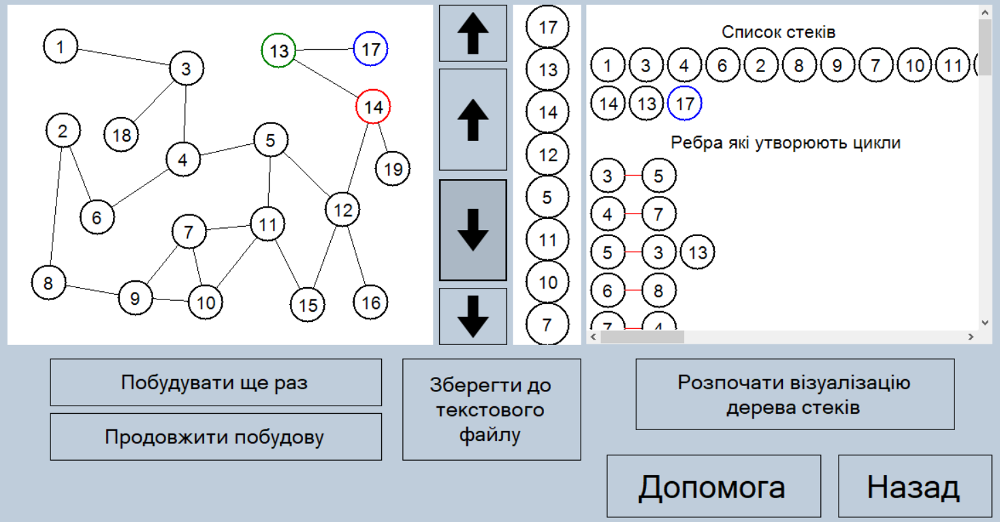 1
3
13
17
14
2
18
5
4
19
6
12
7
11
8
9
10
15
16
17
13
14
12
5
11
10
7
Список стеків
1 3 4 6 2 8 9 7 10 11
14 13 17
Ребра які утворюють цикли
3 5
4 7
5 3 13
6 8
7 4
Побудувати ще раз
Продовжити побудову
Зберегти до
текстового
файлу
Розпочати візуалізацію
дерева стеків
Допомога
Назад